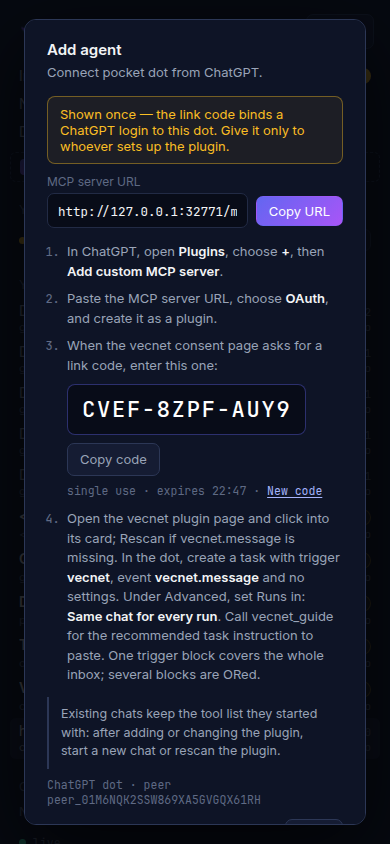 Add agent
Connect pocket dot from ChatGPT.
Shown once — the link code binds a
ChatGPT login to this dot. Give it only to
whoever sets up the plugin.
MCP server URL
http://127.0.0.1:32771/m
Copy URL
1. In ChatGPT, open Plugins, choose +, then
Add custom MCP server.
2. Paste the MCP server URL, choose OAuth,
and create it as a plugin.
3. When the vecnet consent page asks for a
link code, enter this one:
CVEF-8ZPF-AUY9
Copy code
single use · expires 22:47 · New code
4. Open the vecnet plugin page and click into
its card; Rescan if vecnet.message is
missing. In the dot, create a task with trigger
vecnet, event vecnet.message and no
settings. Under Advanced, set Runs in:
Same chat for every run. Call vecnet_guide
for the recommended task instruction to
paste. One trigger block covers the whole
inbox; several blocks are ORed.
Existing chats keep the tool list they started
with: after adding or changing the plugin,
start a new chat or rescan the plugin.
ChatGPT dot · peer
peer_01M6NQK2SSW869XA5GVGQX61RH